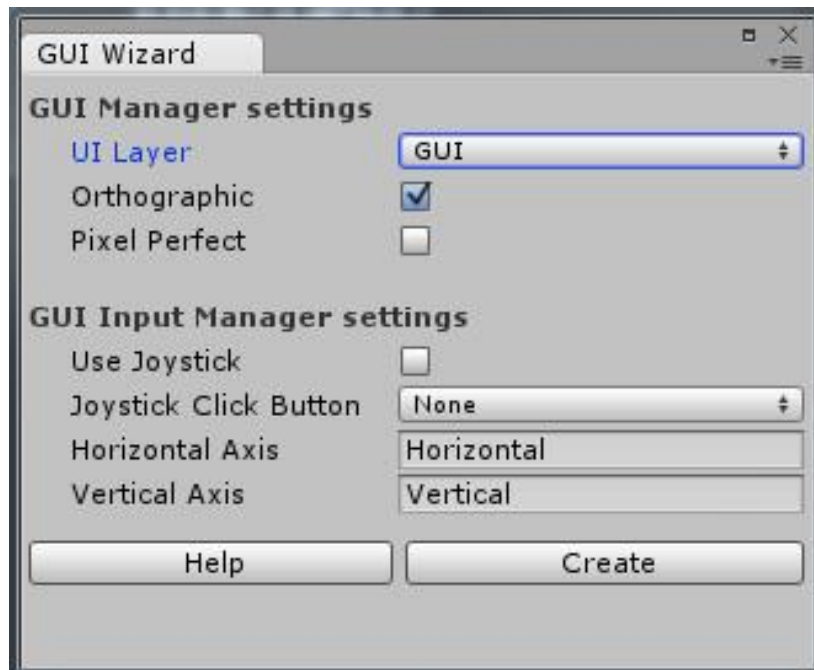 GUI Wizard
GUI Manager settings
UI Layer GUI
Orthographic
Pixel Perfect
GUI Input Manager settings
Use Joystick
Joystick Click Button None
Horizontal Axis Horizontal
Vertical Axis Vertical
Help Create